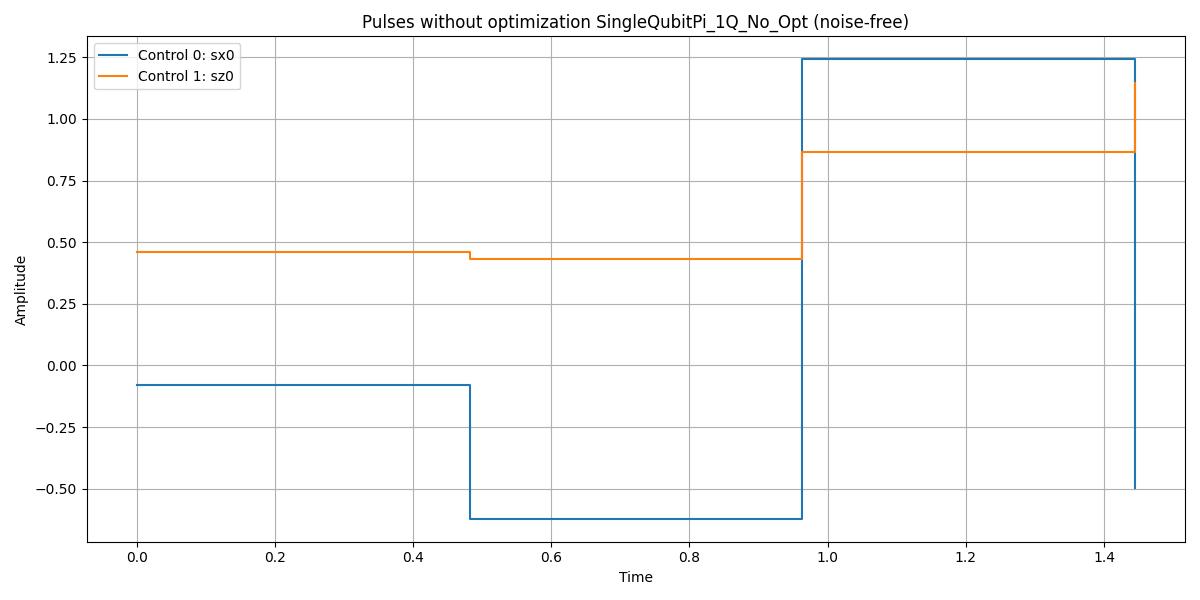 Pulses without optimization SingleQubitPi_1Q_No_Opt (noise-free)
Control 0: sx0
Control 1: sz0
Amplitude
1.25
1.00
0.75
0.50
0.25
0.00
−0.25
−0.50
0.0 0.2 0.4 0.6 0.8 1.0 1.2 1.4
Time